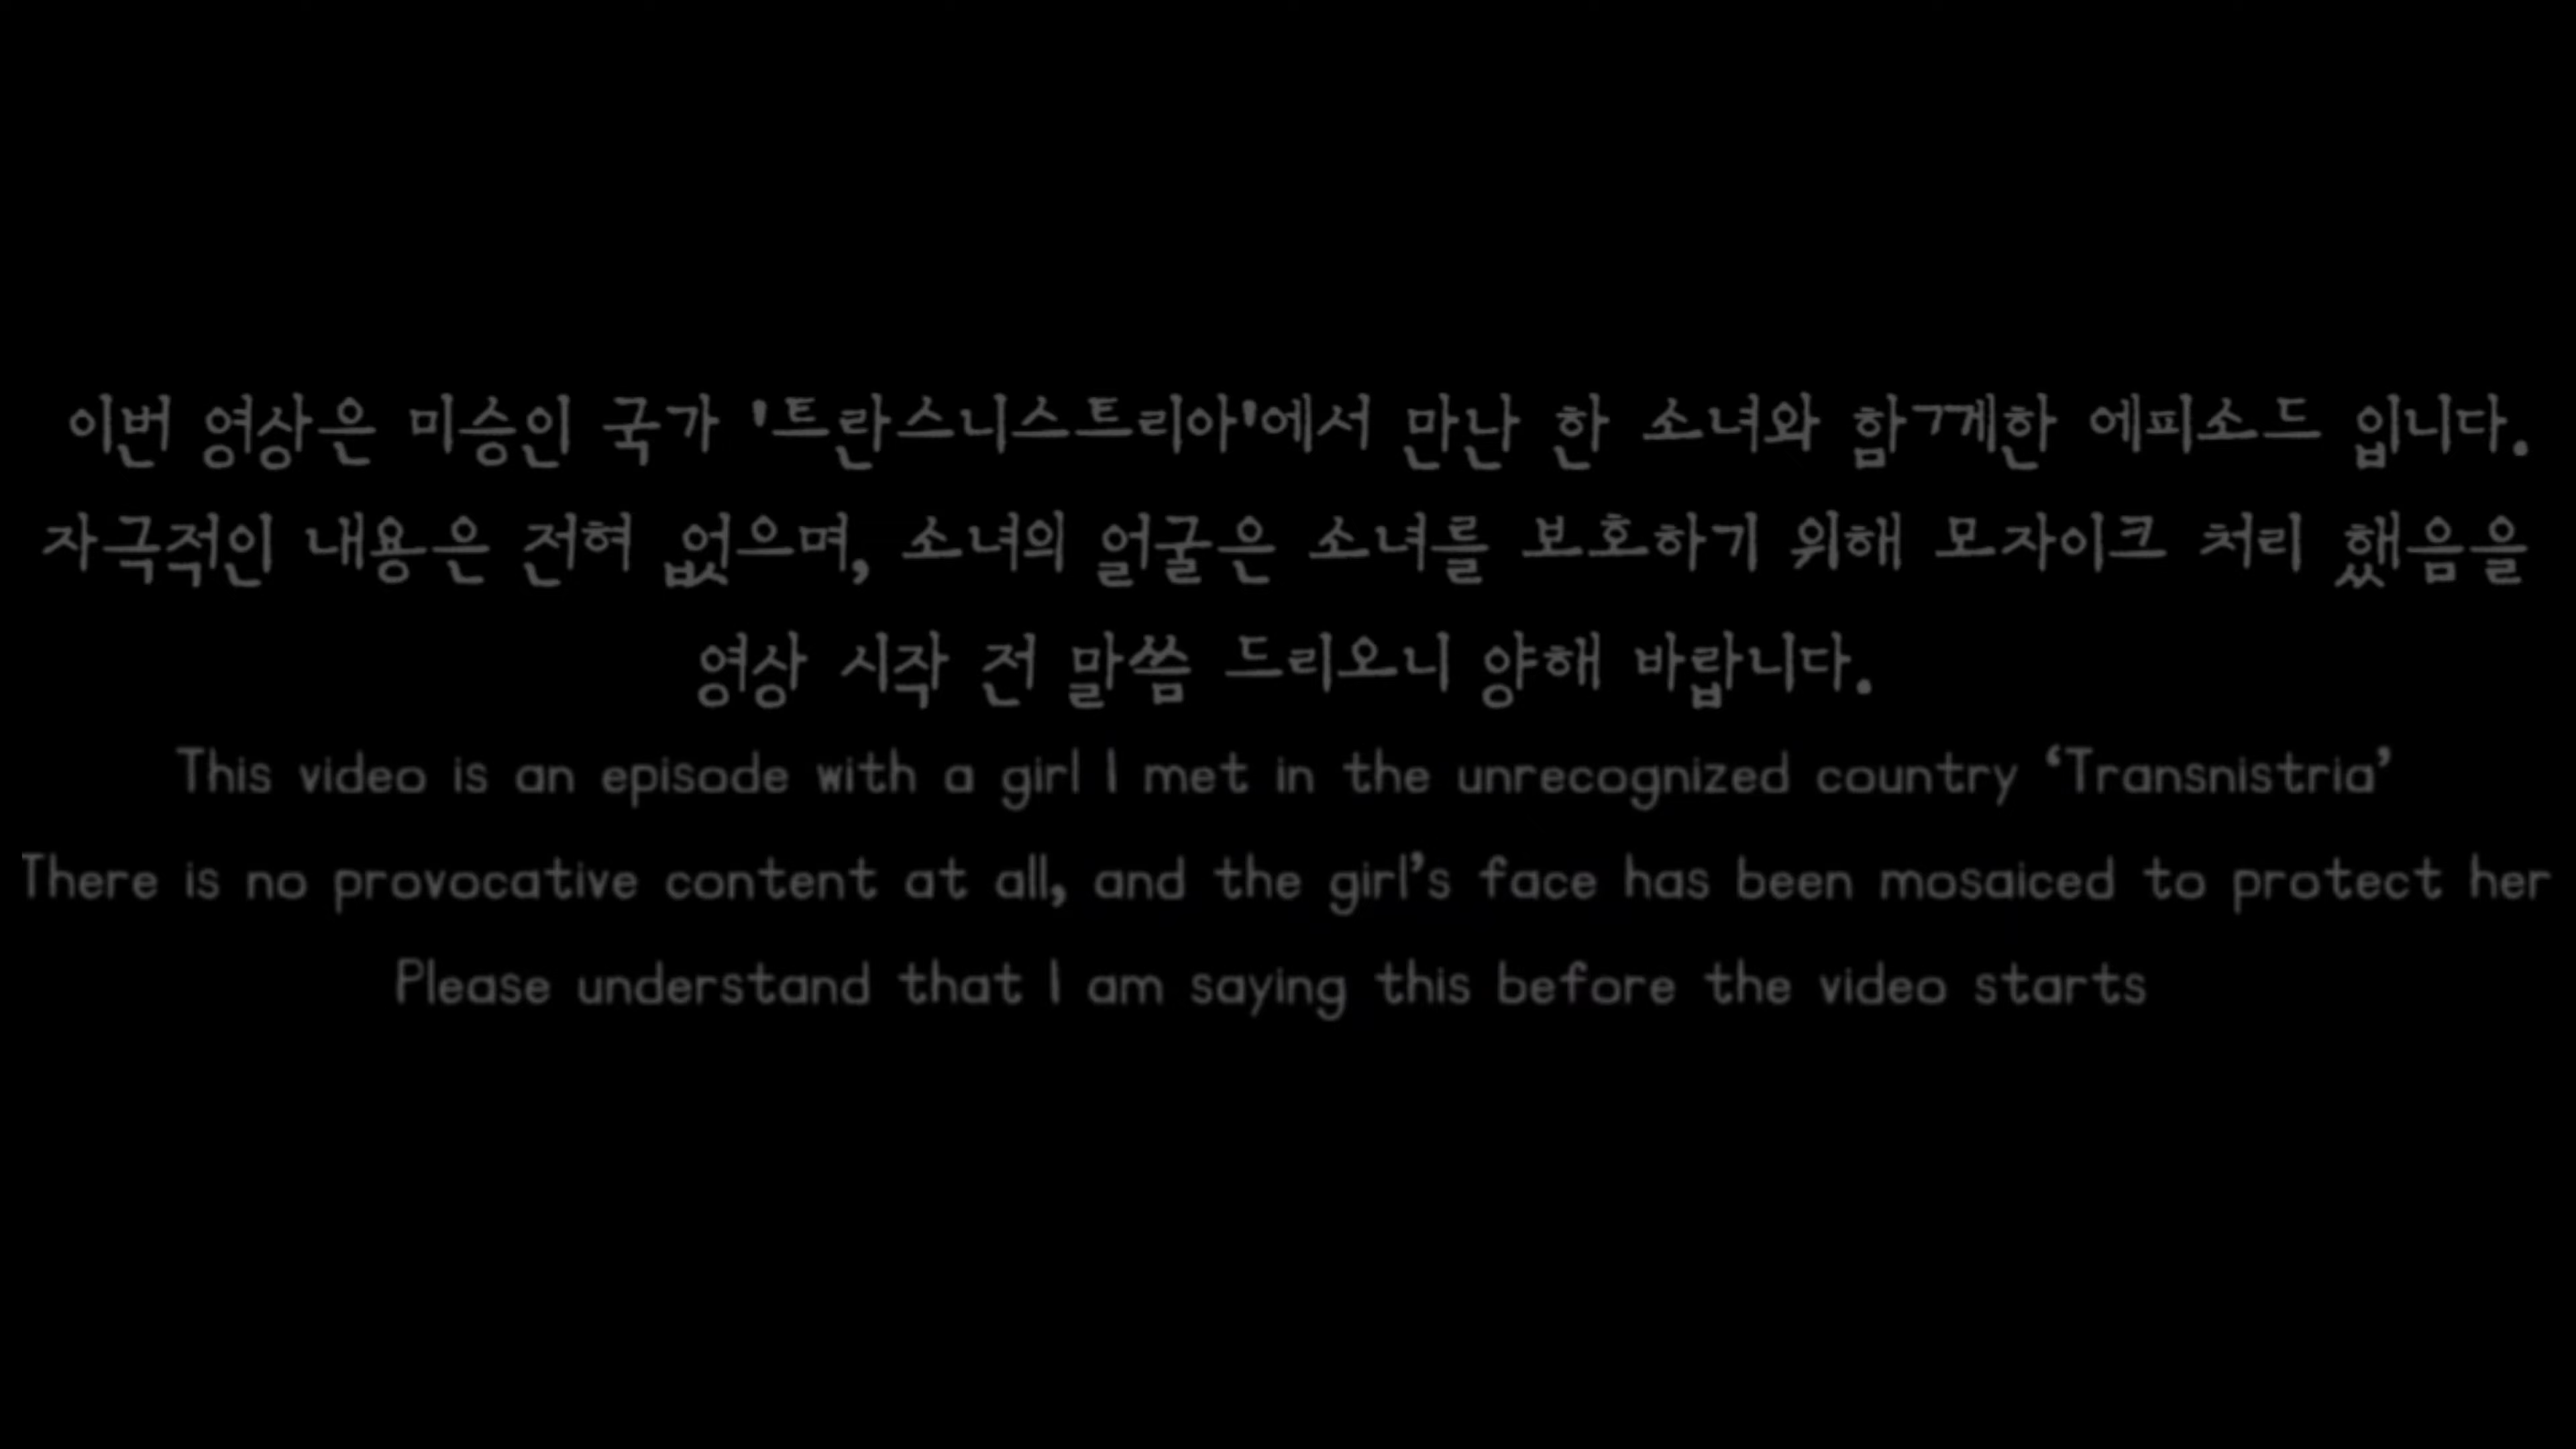 이번 영상은 미승인 국가 '트란스니스트리아'에서 만난 한 소녀와 함께한 에피소드 입니다.
자극적인 내용은 전혀 없으며, 소녀의 얼굴은 소녀를 보호하기 위해 모자이크 처리 했음을
영상 시작 전 말씀 드리오니 양해 바랍니다.
This video is an episode with a girl I met in the unrecognized country ‘Transnistria’
There is no provocative content at all, and the girl’s face has been mosaiced to protect her
Please understand that I am saying this before the video starts